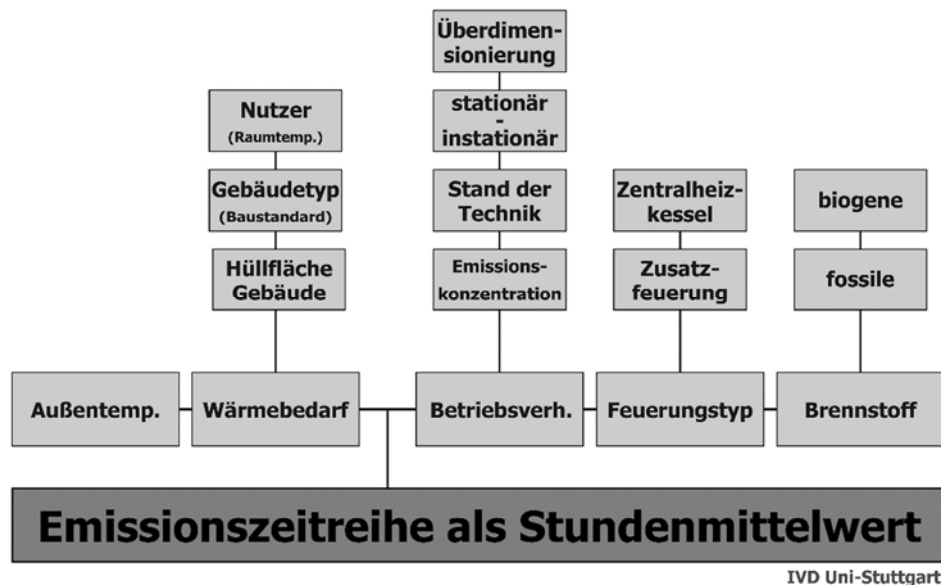 Überdimen-
sionierung
Nutzer
(Raumtemp.)
stationär
-
instationär
Gebäudetyp
(Baustandard)
Stand der
Technik
Zentralheiz-
kessel
biogene
Hüllfläche
Gebäude
Emissions-
konzentration
Zusatz-
feuerung
fossile
Außentemp.
Wärmebedarf
Betriebsverh.
Feuerungstyp
Brennstoff
Emissionszeitreihe als Stundenmittelwert
IVD Uni-Stuttgart